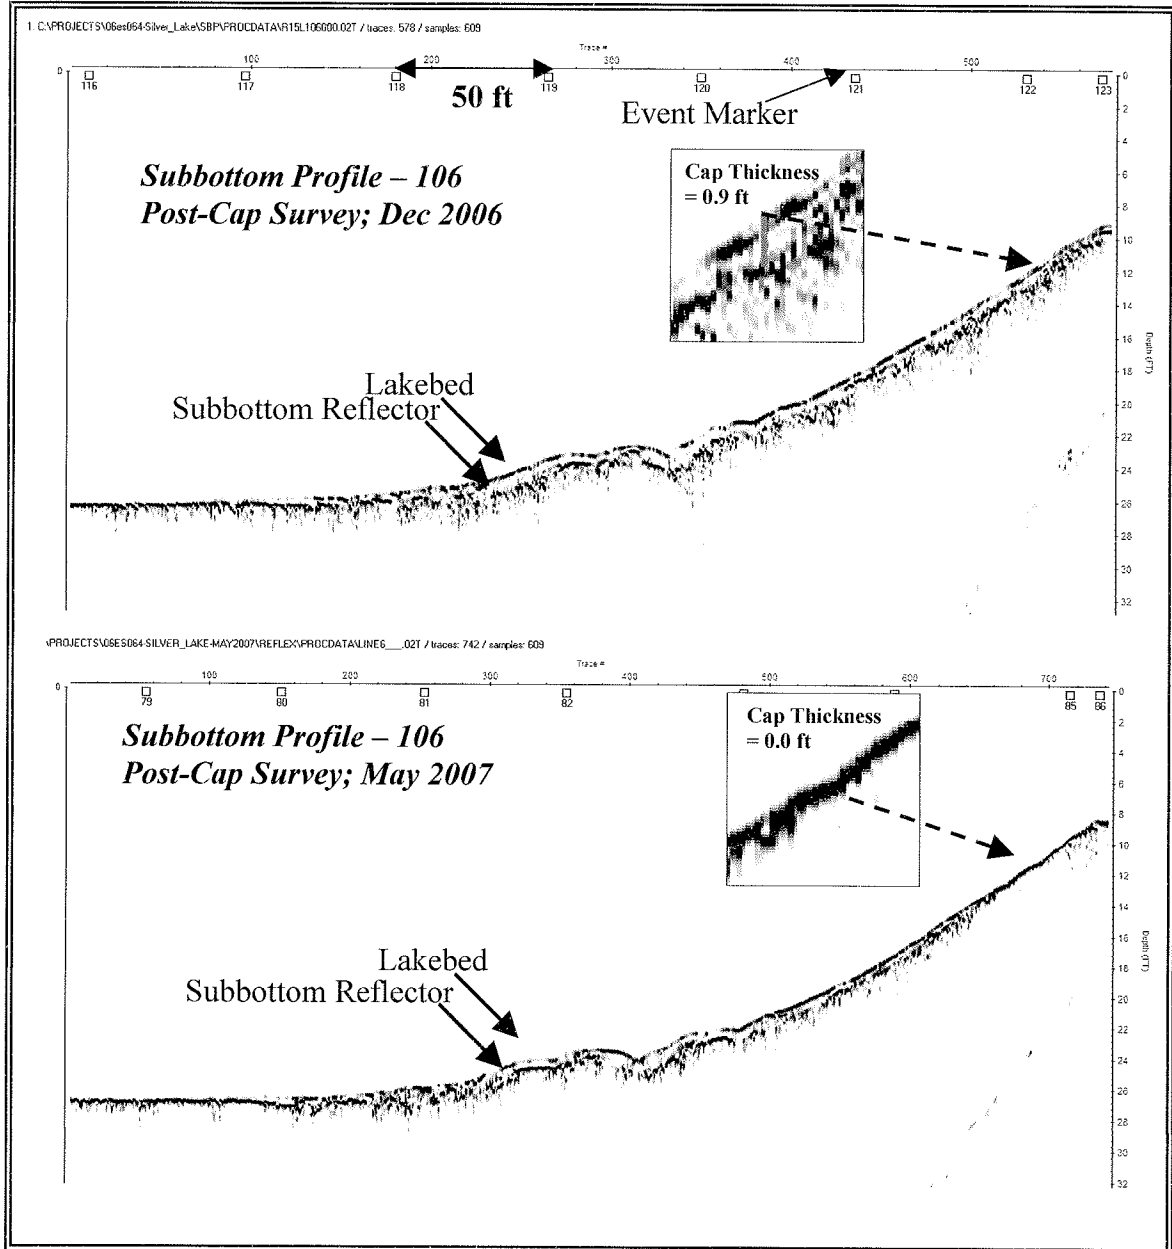 1. C:\PROJECTS\06es064-Silver_Lake\SBP\PROCDATA\R15L106000.02T / traces: 578 / samples: 609
Trace #
100 200 300 400 500
0 0
116 117 118 119 120 121 122 123
50 ft
Event Marker
Subbottom Profile – 106
Post-Cap Survey; Dec 2006
Cap Thickness
= 0.9 ft
Lakebed
Subbottom Reflector
2
4
6
8
10
12
14
16
18
20
22
24
26
28
30
32
Depth (FT)
\PROJECTS\06ES064-SILVER_LAKE-MAY2007\REFLEX\PROCDATA\LINE6___.02T / traces: 742 / samples: 609
Trace #
100 200 300 400 500 600 700
0 0
79 80 81 82 85 86
Subbottom Profile – 106
Post-Cap Survey; May 2007
Cap Thickness
= 0.0 ft
Lakebed
Subbottom Reflector
2
4
6
8
10
12
14
16
18
20
22
24
26
28
30
32
Depth (FT)